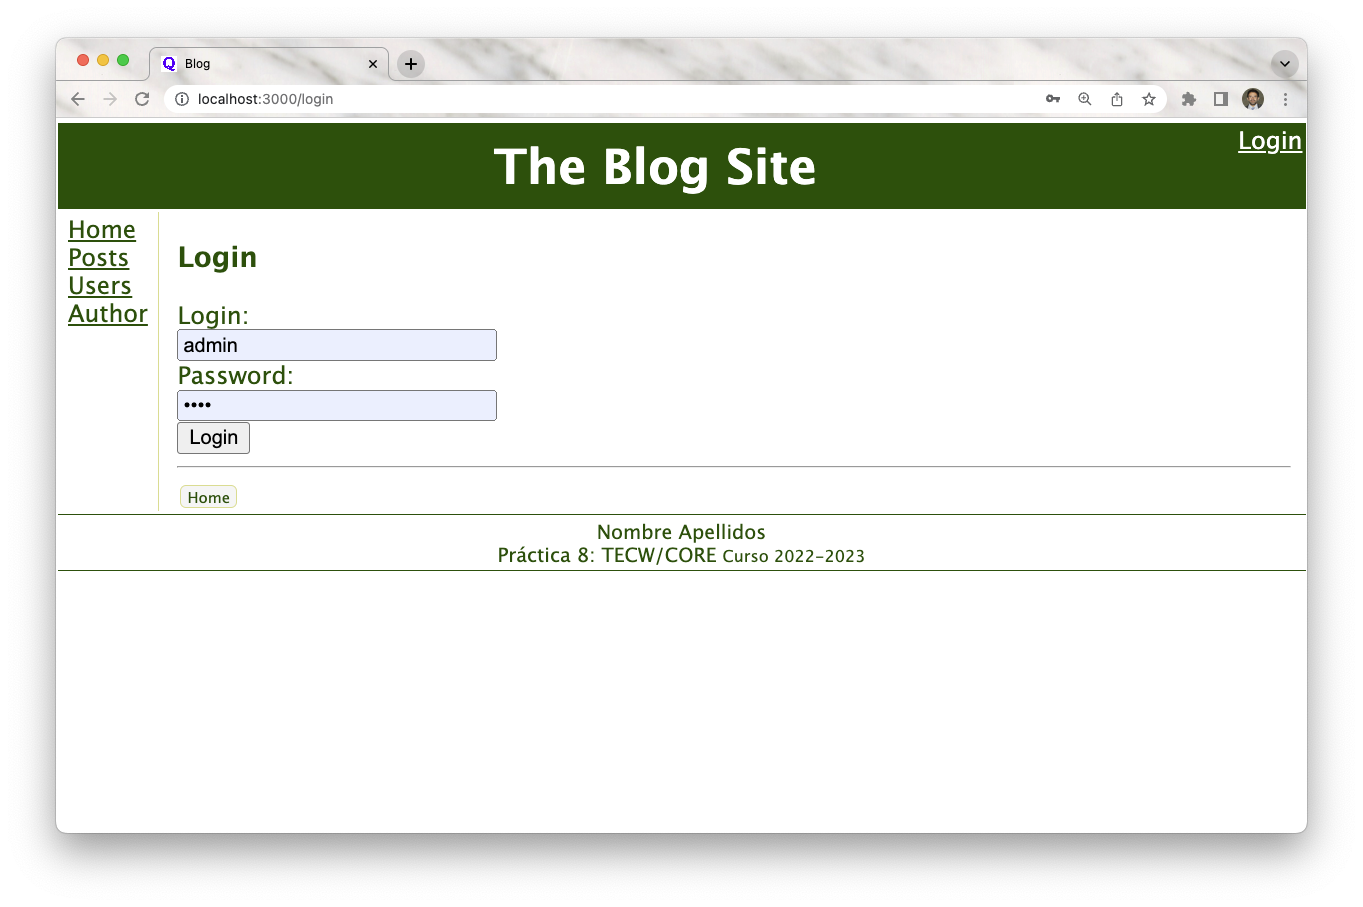 Q Blog
localhost:3000/login
Login
The Blog Site
Home
Posts
Users
Author
Login
Login:
admin
Password:
••••
Login
Home
Nombre Apellidos
Práctica 8: TECW/CORE Curso 2022-2023